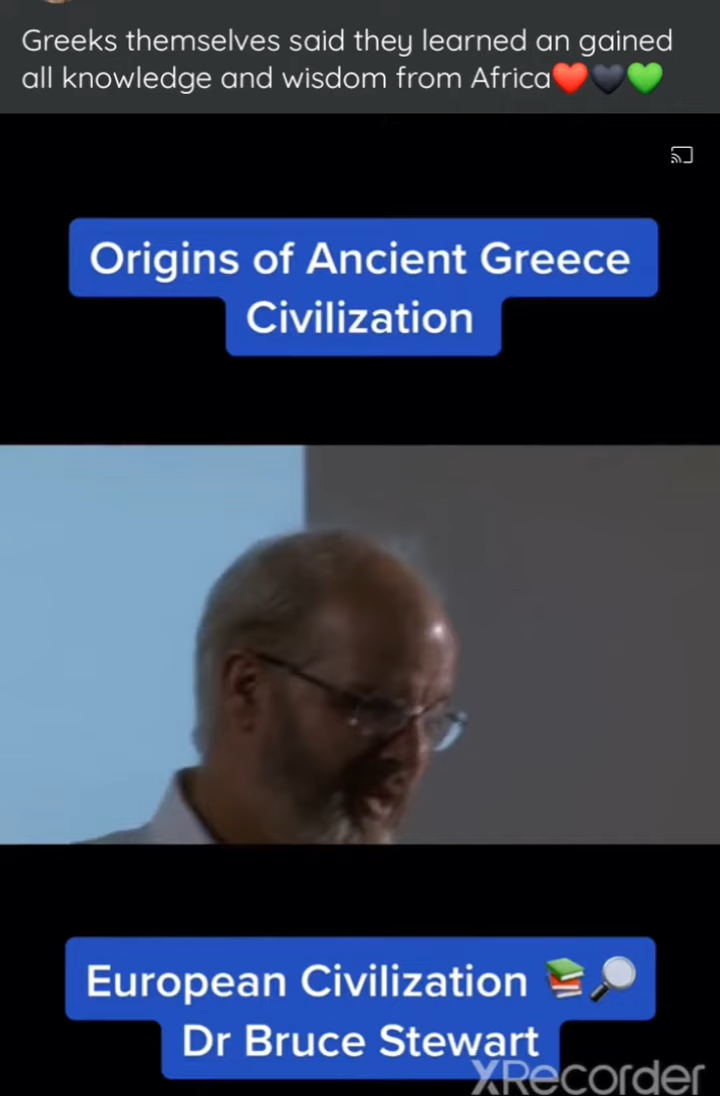 Greeks themselves said they learned an gained
all knowledge and wisdom from Africa❤️🖤💚
Origins of Ancient Greece
Civilization
European Civilization 📚🔎
Dr Bruce Stewart
XRecorder